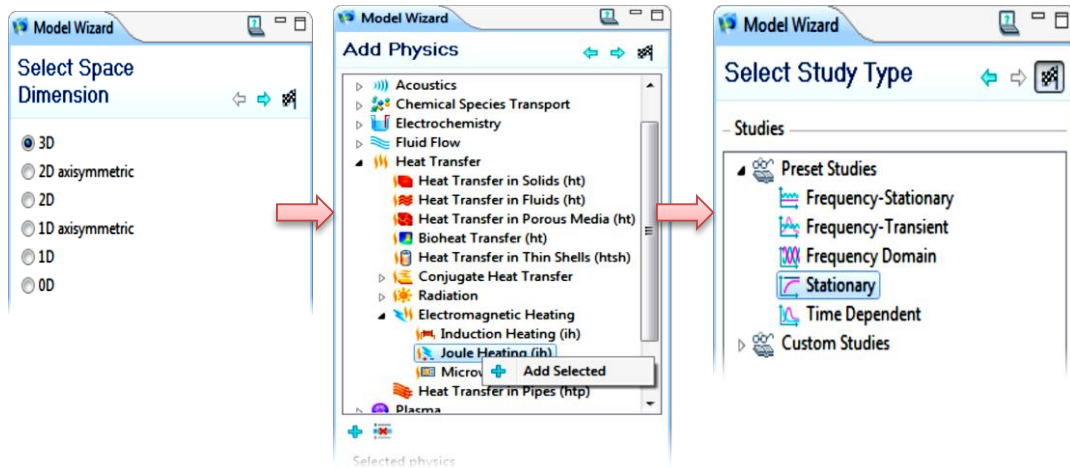 Model Wizard
Select Space
Dimension
3D
2D axisymmetric
2D
1D axisymmetric
1D
0D
Model Wizard
Add Physics
Acoustics
Chemical Species Transport
Electrochemistry
Fluid Flow
Heat Transfer
Heat Transfer in Solids (ht)
Heat Transfer in Fluids (ht)
Heat Transfer in Porous Media (ht)
Bioheat Transfer (ht)
Heat Transfer in Thin Shells (htsh)
Conjugate Heat Transfer
Radiation
Electromagnetic Heating
Induction Heating (ih)
Joule Heating (jh)
Add Selected
Heat Transfer in Pipes (htp)
Plasma
Selected physics
Model Wizard
Select Study Type
Studies
Preset Studies
Frequency-Stationary
Frequency-Transient
Frequency Domain
Stationary
Time Dependent
Custom Studies